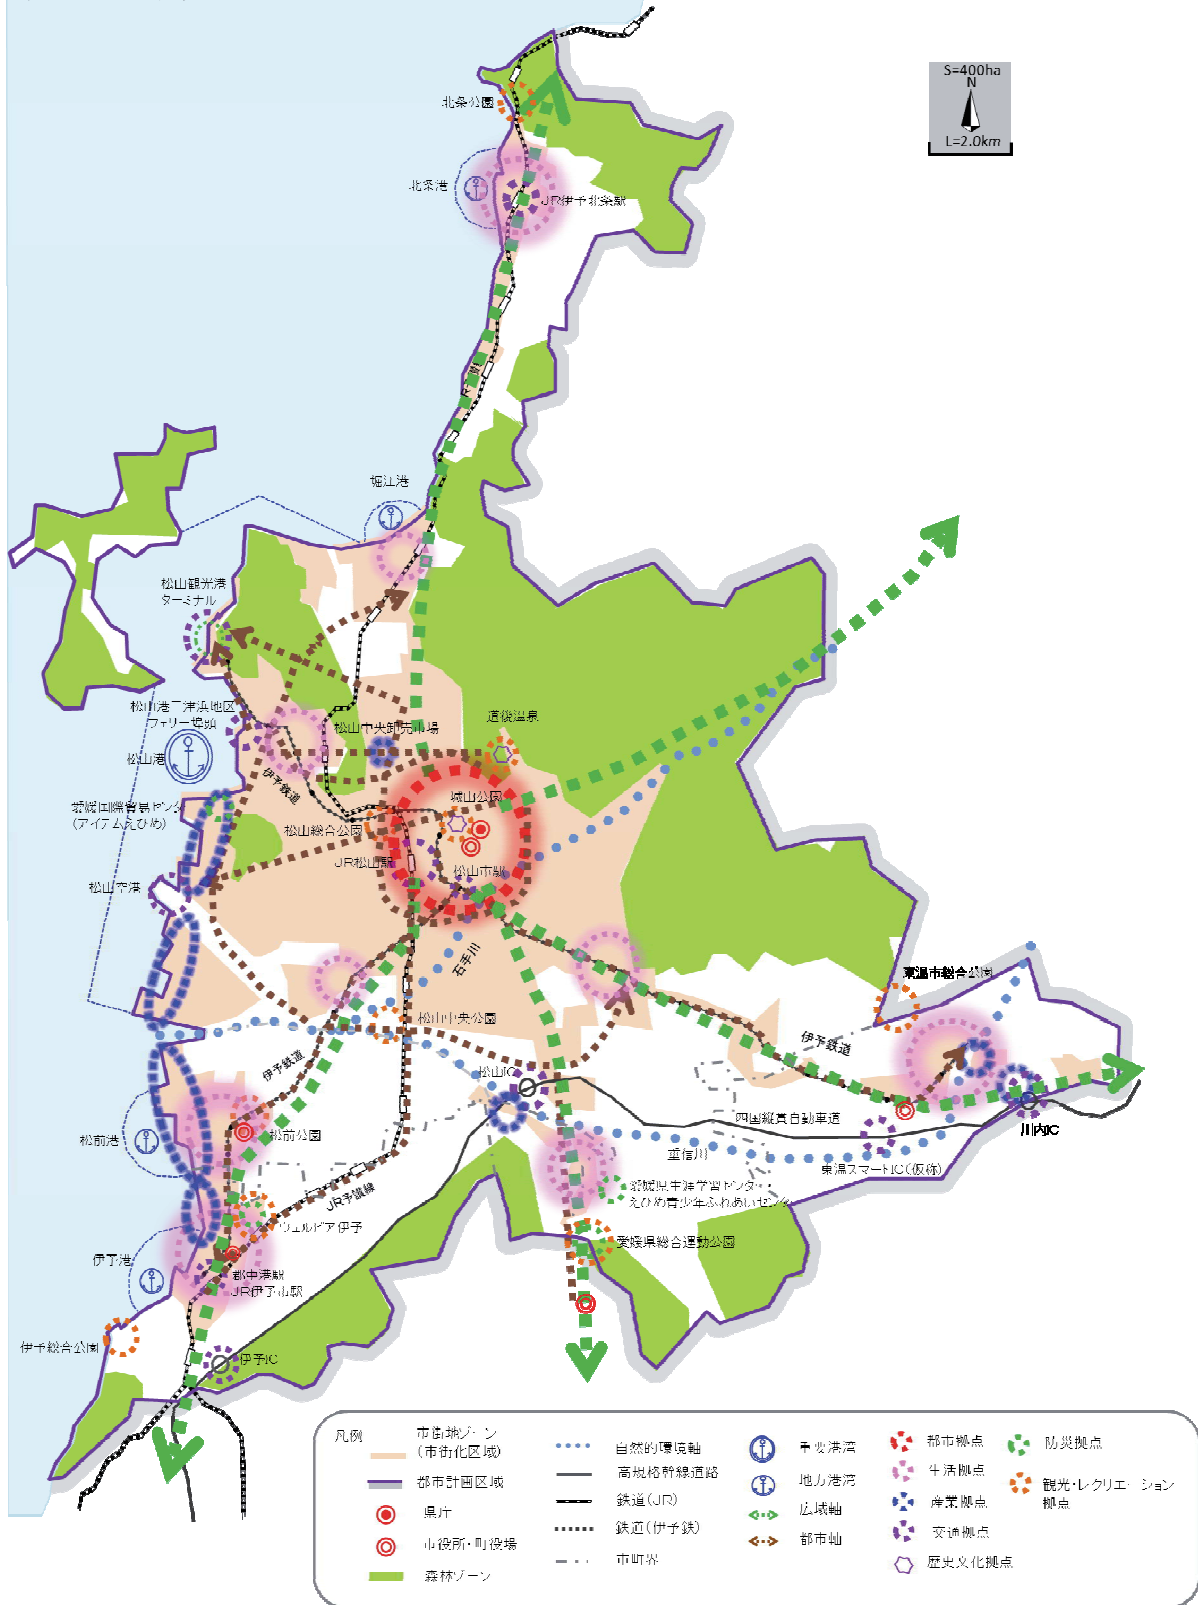 S=400ha
N
L=2.0km
北条公園
北条港
JR伊予北条駅
堀江港
松山観光港
ターミナル
松山港三津浜地区
フェリー埠頭
松山中央卸売市場
道後温泉
松山港
伊予鉄道
愛媛国際貿易センタ
(アイテムえひめ)
城山公園
松山総合公園
JR松山駅
松山市駅
松山空港
石手川
東温市総合公園
松山中央公園
伊予鉄道
伊予鉄道
松山IC
四国縦貫自動車道
川内IC
松前公園
松前港
重信川
東温スマートIC(仮称)
愛媛県生涯学習センター・
えひめ青少年ふれあいセンター
JR予讃線
ウェルピア伊予
愛媛県総合運動公園
伊予港
郡中港駅
JR伊予市駅
伊予総合公園
伊予IC
凡例
市街地ゾーン
(市街化区域)
都市計画区域
県庁
市役所・町役場
森林ゾーン
自然的環境軸
高規格幹線道路
鉄道(JR)
鉄道(伊予鉄)
市町界
重要港湾
地方港湾
広域軸
都市軸
都市拠点
生活拠点
産業拠点
交通拠点
歴史文化拠点
防災拠点
観光・レクリエーション
拠点